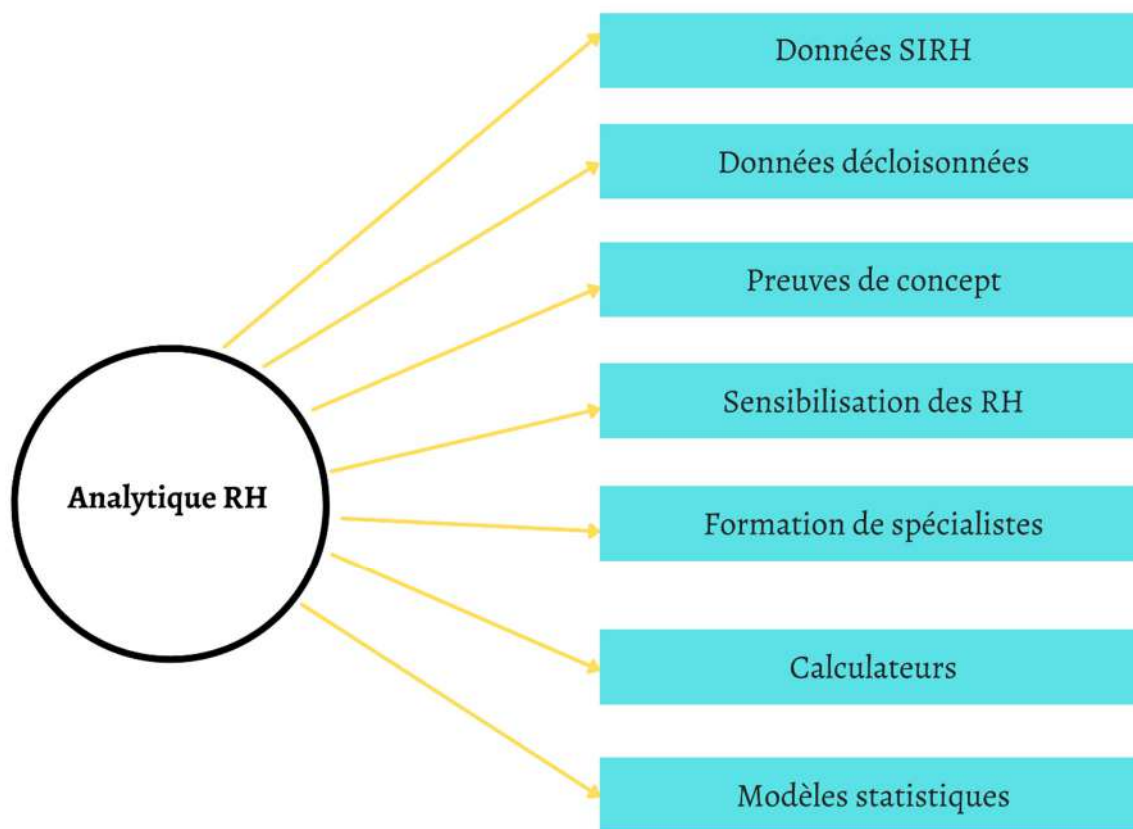 Données SIRH
Données décloisonnées
Preuves de concept
Sensibilisation des RH
Analytique RH
Formation de spécialistes
Calculateurs
Modèles statistiques